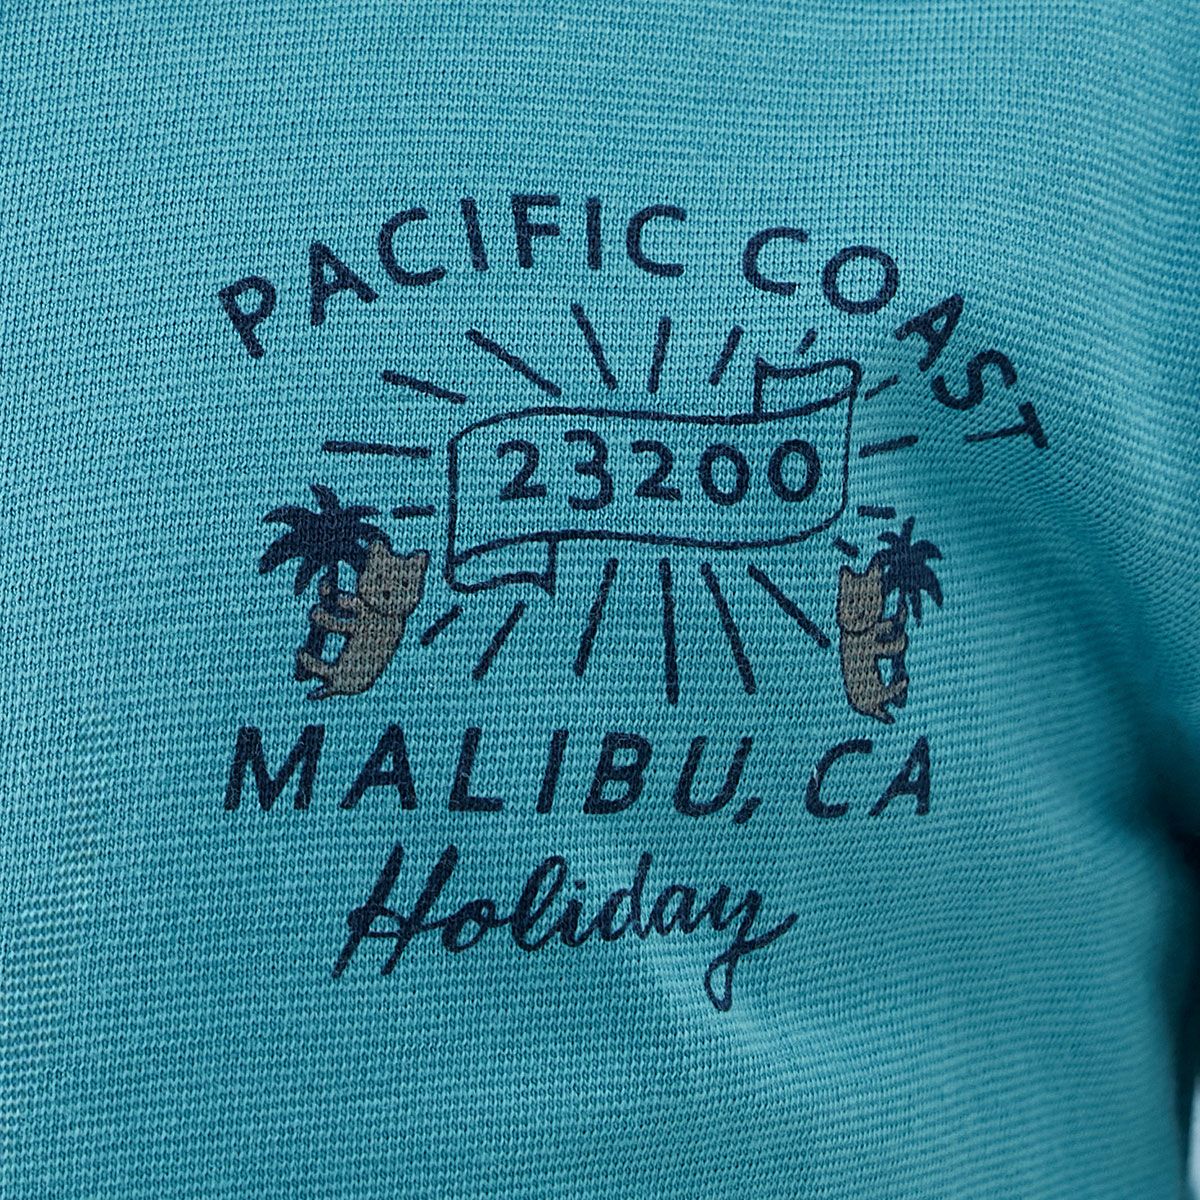 PACIFIC COAST
23200
MALIBU, CA
Holiday